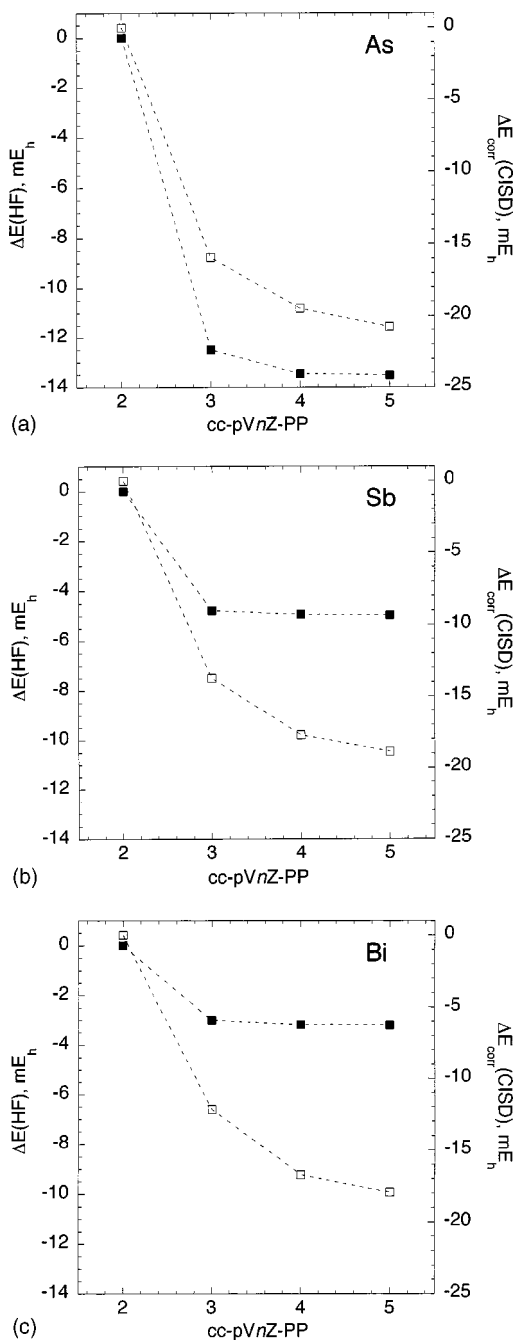 As
0
-2
-4
-6
-8
-10
-12
-14
ΔE(HF), mE_h
0
-5
-10
-15
-20
-25
ΔE_corr(CISD), mE_h
2 3 4 5
cc-pVnZ-PP
(a)
Sb
0
-2
-4
-6
-8
-10
-12
-14
ΔE(HF), mE_h
0
-5
-10
-15
-20
-25
ΔE_corr(CISD), mE_h
2 3 4 5
cc-pVnZ-PP
(b)
Bi
0
-2
-4
-6
-8
-10
-12
-14
ΔE(HF), mE_h
0
-5
-10
-15
-20
-25
ΔE_corr(CISD), mE_h
2 3 4 5
cc-pVnZ-PP
(c)